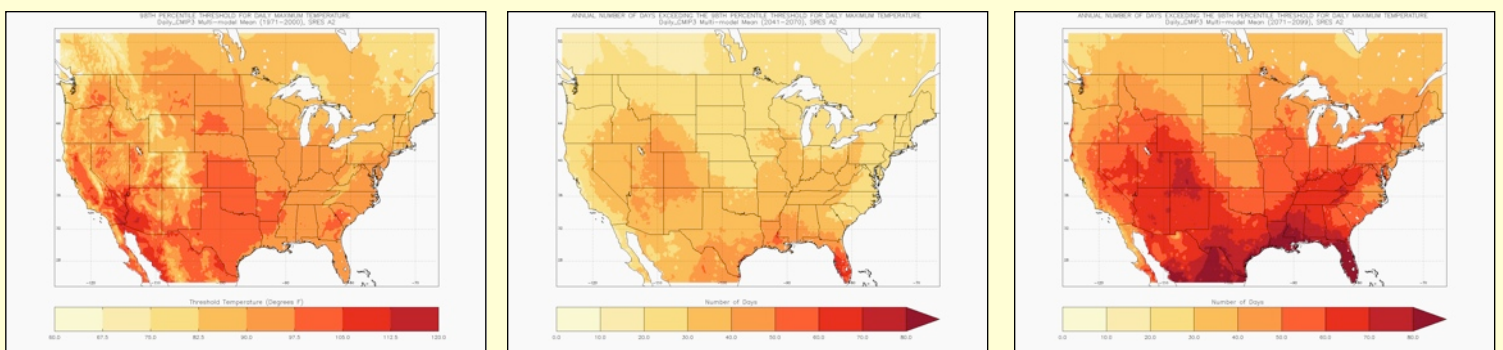 98TH PERCENTILE THRESHOLD FOR DAILY MAXIMUM TEMPERATURE
Daily_CMIP3 Multi-model Mean (1971-2000), SRES A2
Threshold Temperature (Degrees F)
60.0 67.5 75.0 82.5 90.0 97.5 105.0 112.5 120.0
ANNUAL NUMBER OF DAYS EXCEEDING THE 98TH PERCENTILE THRESHOLD FOR DAILY MAXIMUM TEMPERATURE
Daily_CMIP3 Multi-model Mean (2041-2070), SRES A2
Number of Days
0.0 10.0 20.0 30.0 40.0 50.0 60.0 70.0 80.0
ANNUAL NUMBER OF DAYS EXCEEDING THE 98TH PERCENTILE THRESHOLD FOR DAILY MAXIMUM TEMPERATURE
Daily_CMIP3 Multi-model Mean (2071-2099), SRES A2
Number of Days
0.0 10.0 20.0 30.0 40.0 50.0 60.0 70.0 80.0